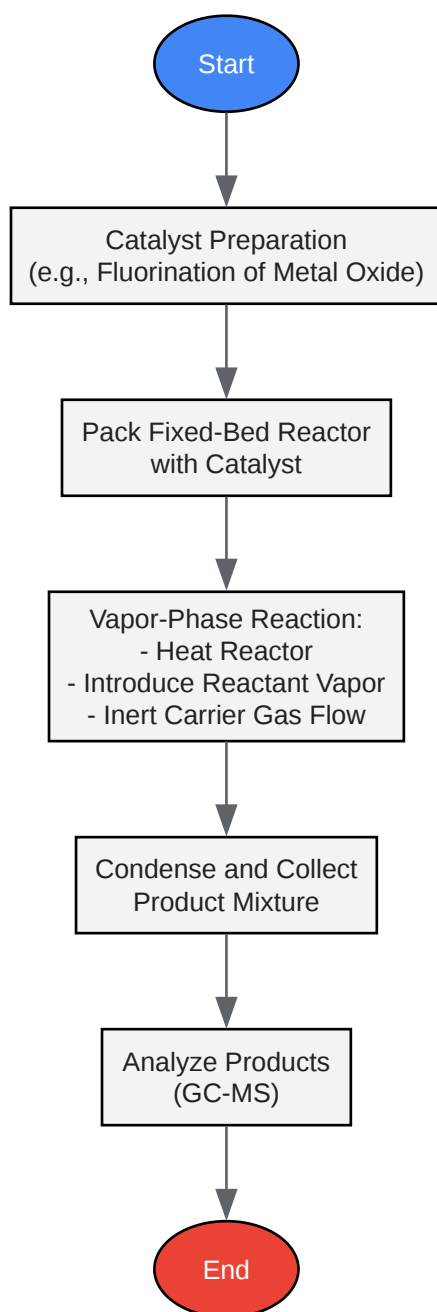 Start
Catalyst Preparation
(e.g., Fluorination of Metal Oxide)
Pack Fixed-Bed Reactor
with Catalyst
Vapor-Phase Reaction:
- Heat Reactor
- Introduce Reactant Vapor
- Inert Carrier Gas Flow
Condense and Collect
Product Mixture
Analyze Products
(GC-MS)
End